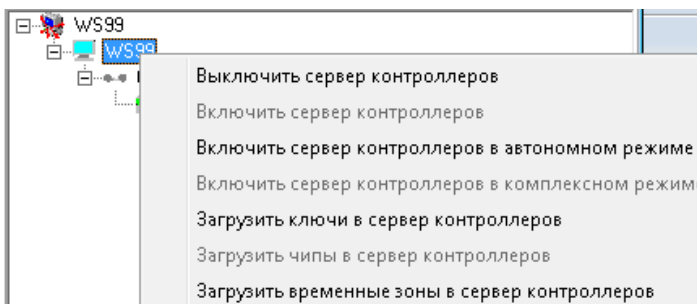 WS99
WS99
Выключить сервер контроллеров
Включить сервер контроллеров
Включить сервер контроллеров в автономном режиме
Включить сервер контроллеров в комплексном режим
Загрузить ключи в сервер контроллеров
Загрузить чипы в сервер контроллеров
Загрузить временные зоны в сервер контроллеров